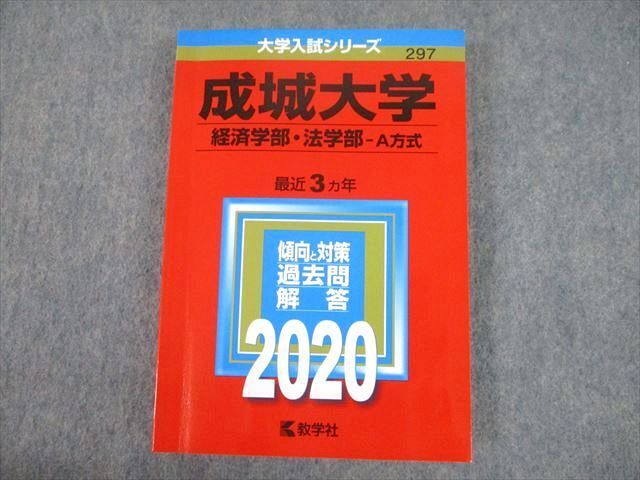 大学入試シリーズ
297
成城大学
経済学部・法学部－A方式
最近3ヵ年
傾向と対策
過去問
解答
2020
教学社